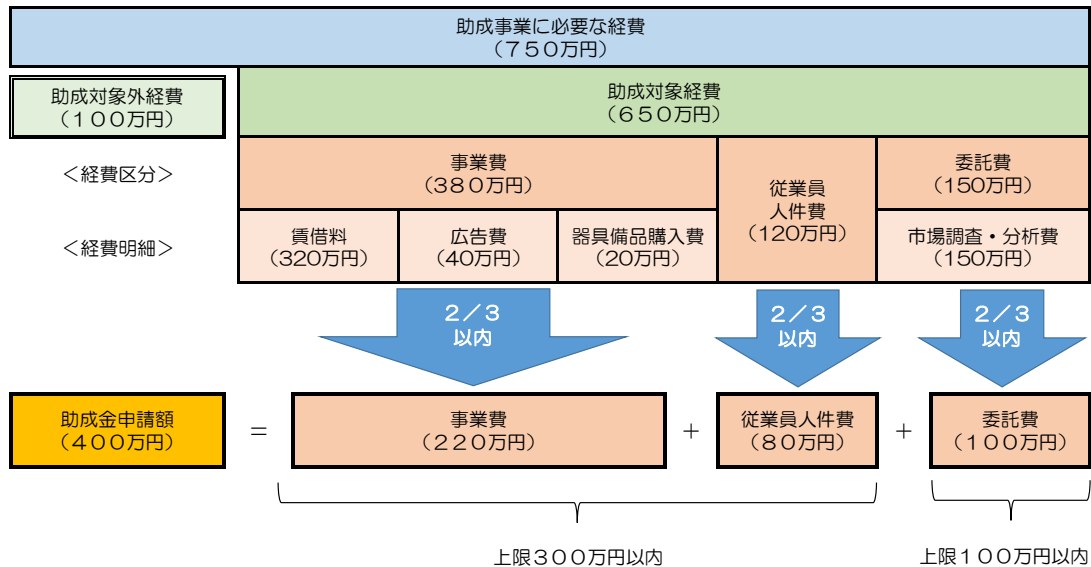 助成事業に必要な経費
（７５０万円）
助成対象外経費
（１００万円）
助成対象経費
（６５０万円）
＜経費区分＞
事業費
（３８０万円）
従業員
人件費
（120万円）
委託費
（150万円）
＜経費明細＞
賃借料
（320万円）
広告費
（40万円）
器具備品購入費
（20万円）
市場調査・分析費
（150万円）
２／３
以内
２／３
以内
２／３
以内
助成金申請額
（４００万円）
＝
事業費
（２２０万円）
＋
従業員人件費
（８０万円）
＋
委託費
（１００万円）
上限３００万円以内
上限１００万円以内